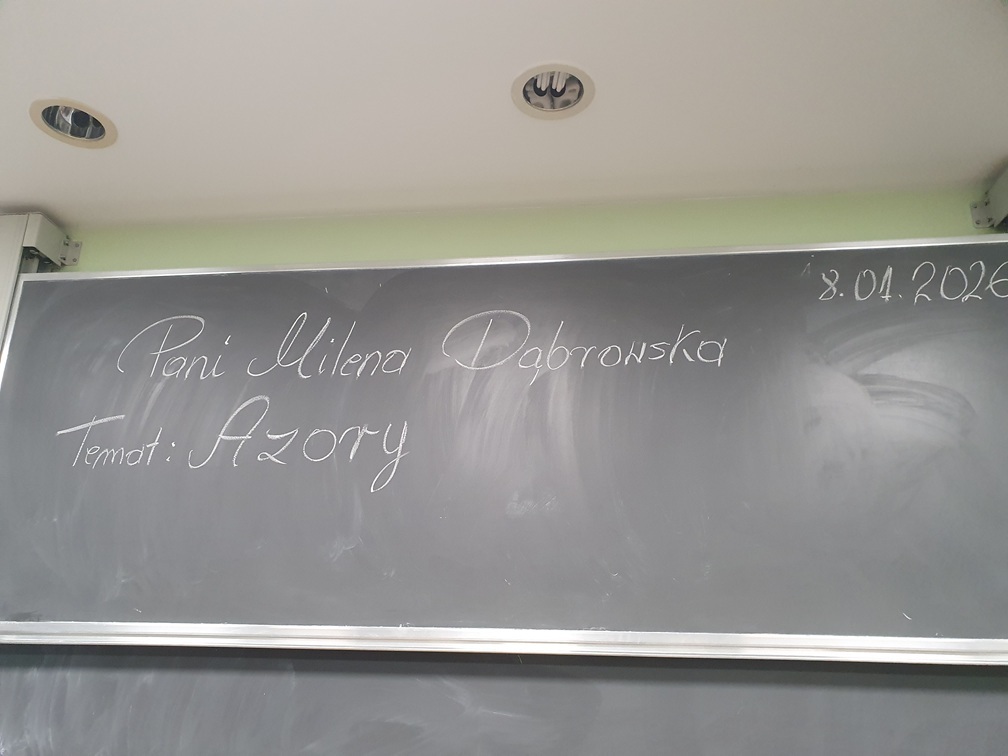 8.01.2026
Pani Milena Dąbrowska
Temat: Azory